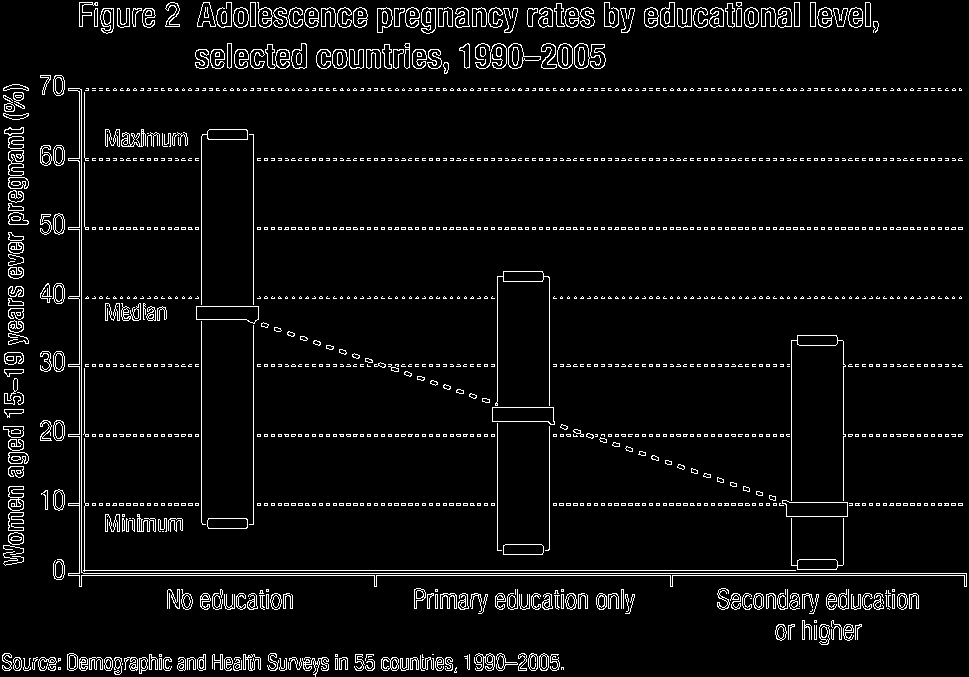 Figure 2 Adolescence pregnancy rates by educational level,
selected countries, 1990–2005
Women aged 15–19 years ever pregnant (%)
70
60
50
40
30
20
10
0
Maximum
Median
Minimum
No education
Primary education only
Secondary education
or higher
Source: Demographic and Health Surveys in 55 countries, 1990–2005.